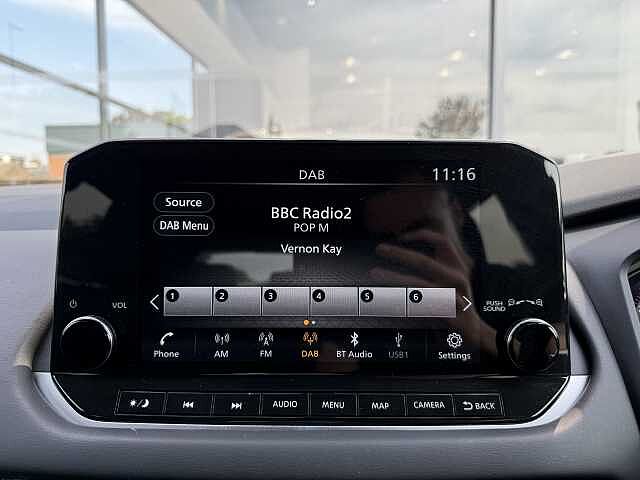 DAB
11:16
Source
BBC Radio2
POP M
DAB Menu
Vernon Kay
1 2 3 4 5 6
VOL
PUSH
SOUND
Phone AM FM DAB BT Audio USB1 Settings
AUDIO MENU MAP CAMERA BACK